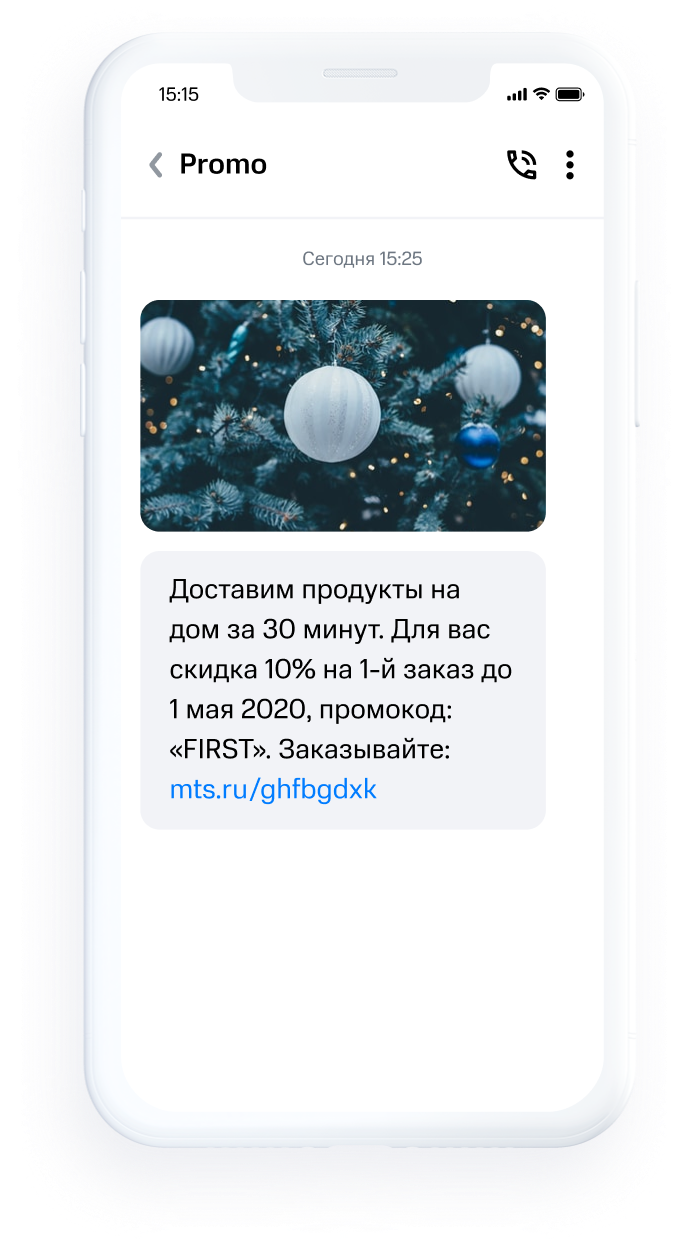 15:15
Promo
Сегодня 15:25
Доставим продукты на
дом за 30 минут. Для вас
скидка 10% на 1-й заказ до
1 мая 2020, промокод:
«FIRST». Заказывайте:
mts.ru/ghfbgdxk